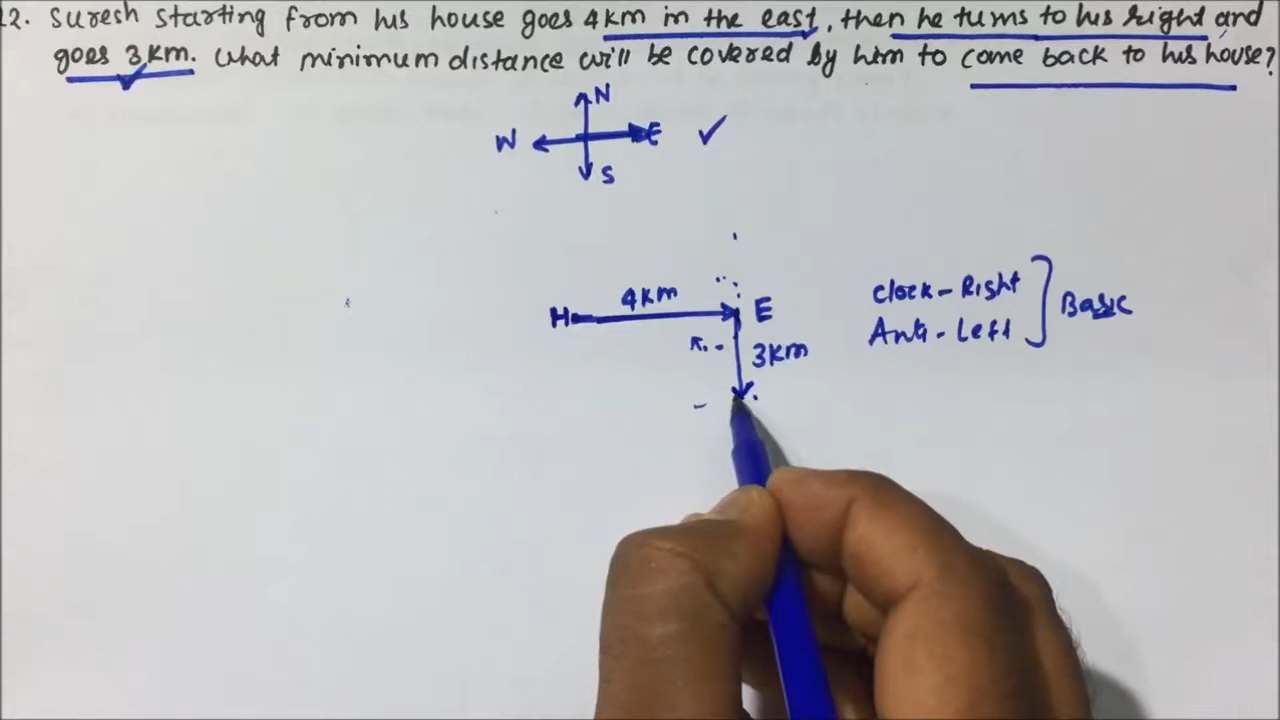 12. Suresh starting from his house goes 4km in the east, then he turns to his right and
goes 3km. What minimum distance will be covered by him to come back to his house?
N
W E
S
4km
H E
3km
Clock - Right
Anti - Left
Basic